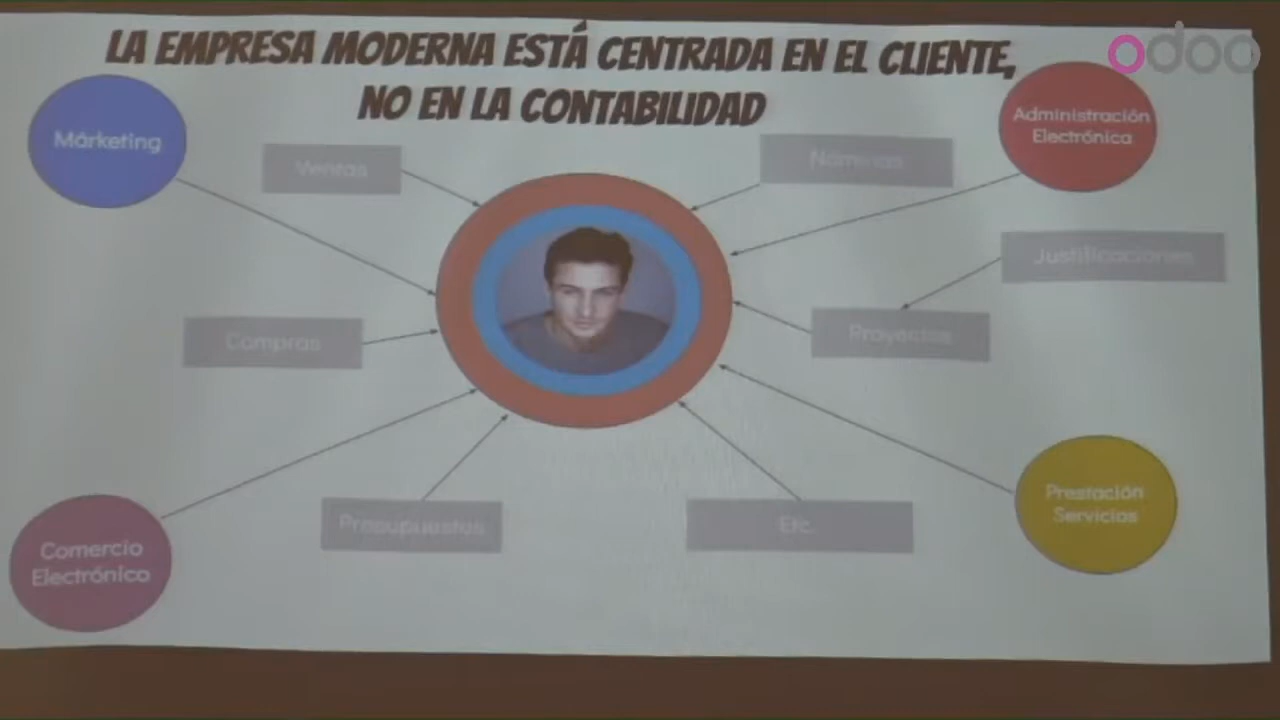 LA EMPRESA MODERNA ESTÁ CENTRADA EN EL CLIENTE,
NO EN LA CONTABILIDAD
odoo
Márketing
Administración
Electrónica
Ventas
Nóminas
Justificaciones
Compras
Proyectos
Prestación
Servicios
Presupuestos
Etc.
Comercio
Electrónico